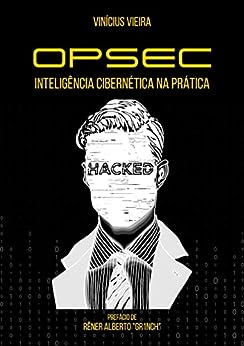 VINÍCIUS VIEIRA
OPSEC
INTELIGÊNCIA CIBERNÉTICA NA PRÁTICA
HACKED
PREFÁCIO DE
RÊNER ALBERTO "GR1NCH"